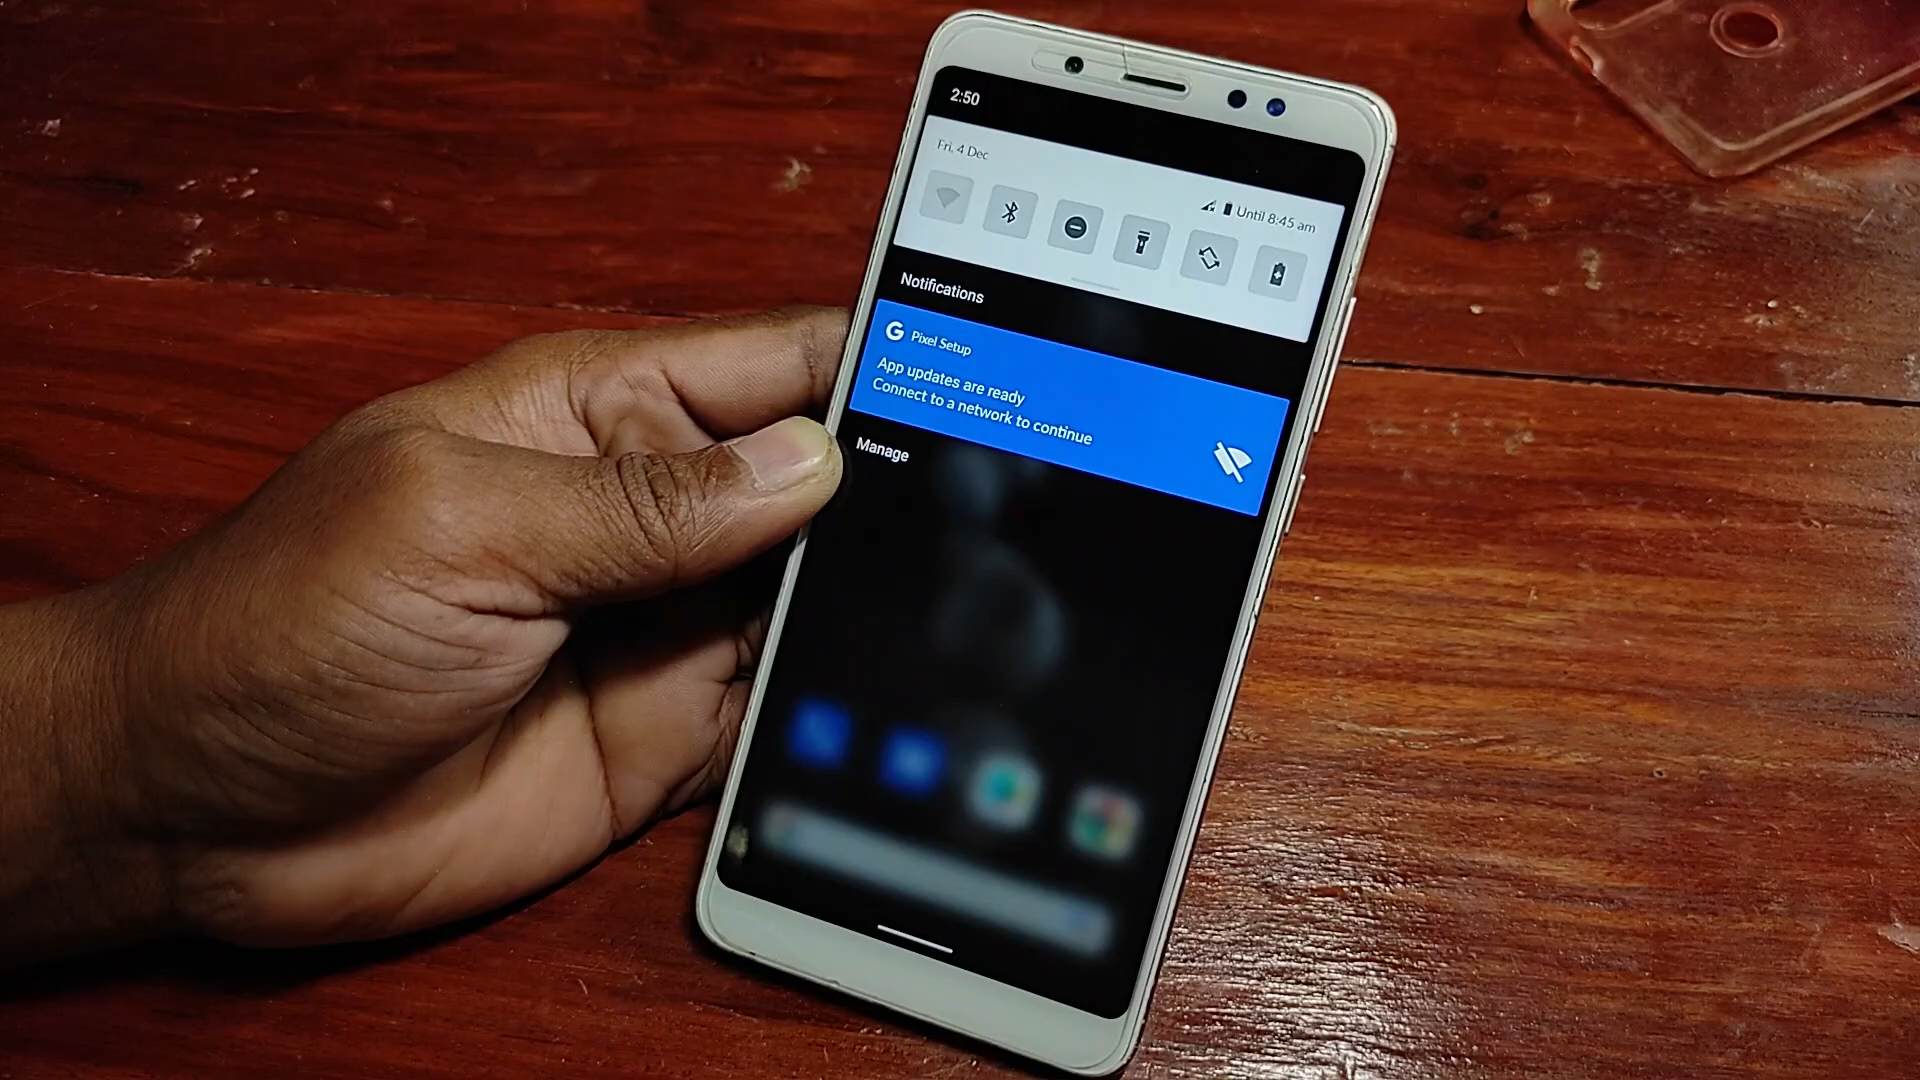 2:50
Fri, 4 Dec
Until 8:45 am
Notifications
G Pixel Setup
App updates are ready
Connect to a network to continue
Manage